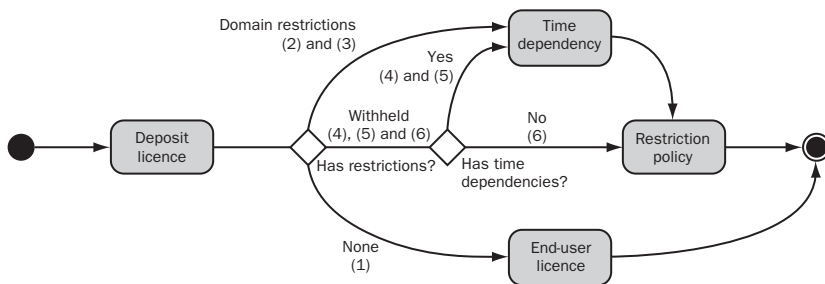 Domain restrictions
(2) and (3)
Time
dependency
Yes
(4) and (5)
Deposit
licence
Withheld
(4), (5) and (6)
Has restrictions?
No
(6)
Has time
dependencies?
Restriction
policy
None
(1)
End-user
licence